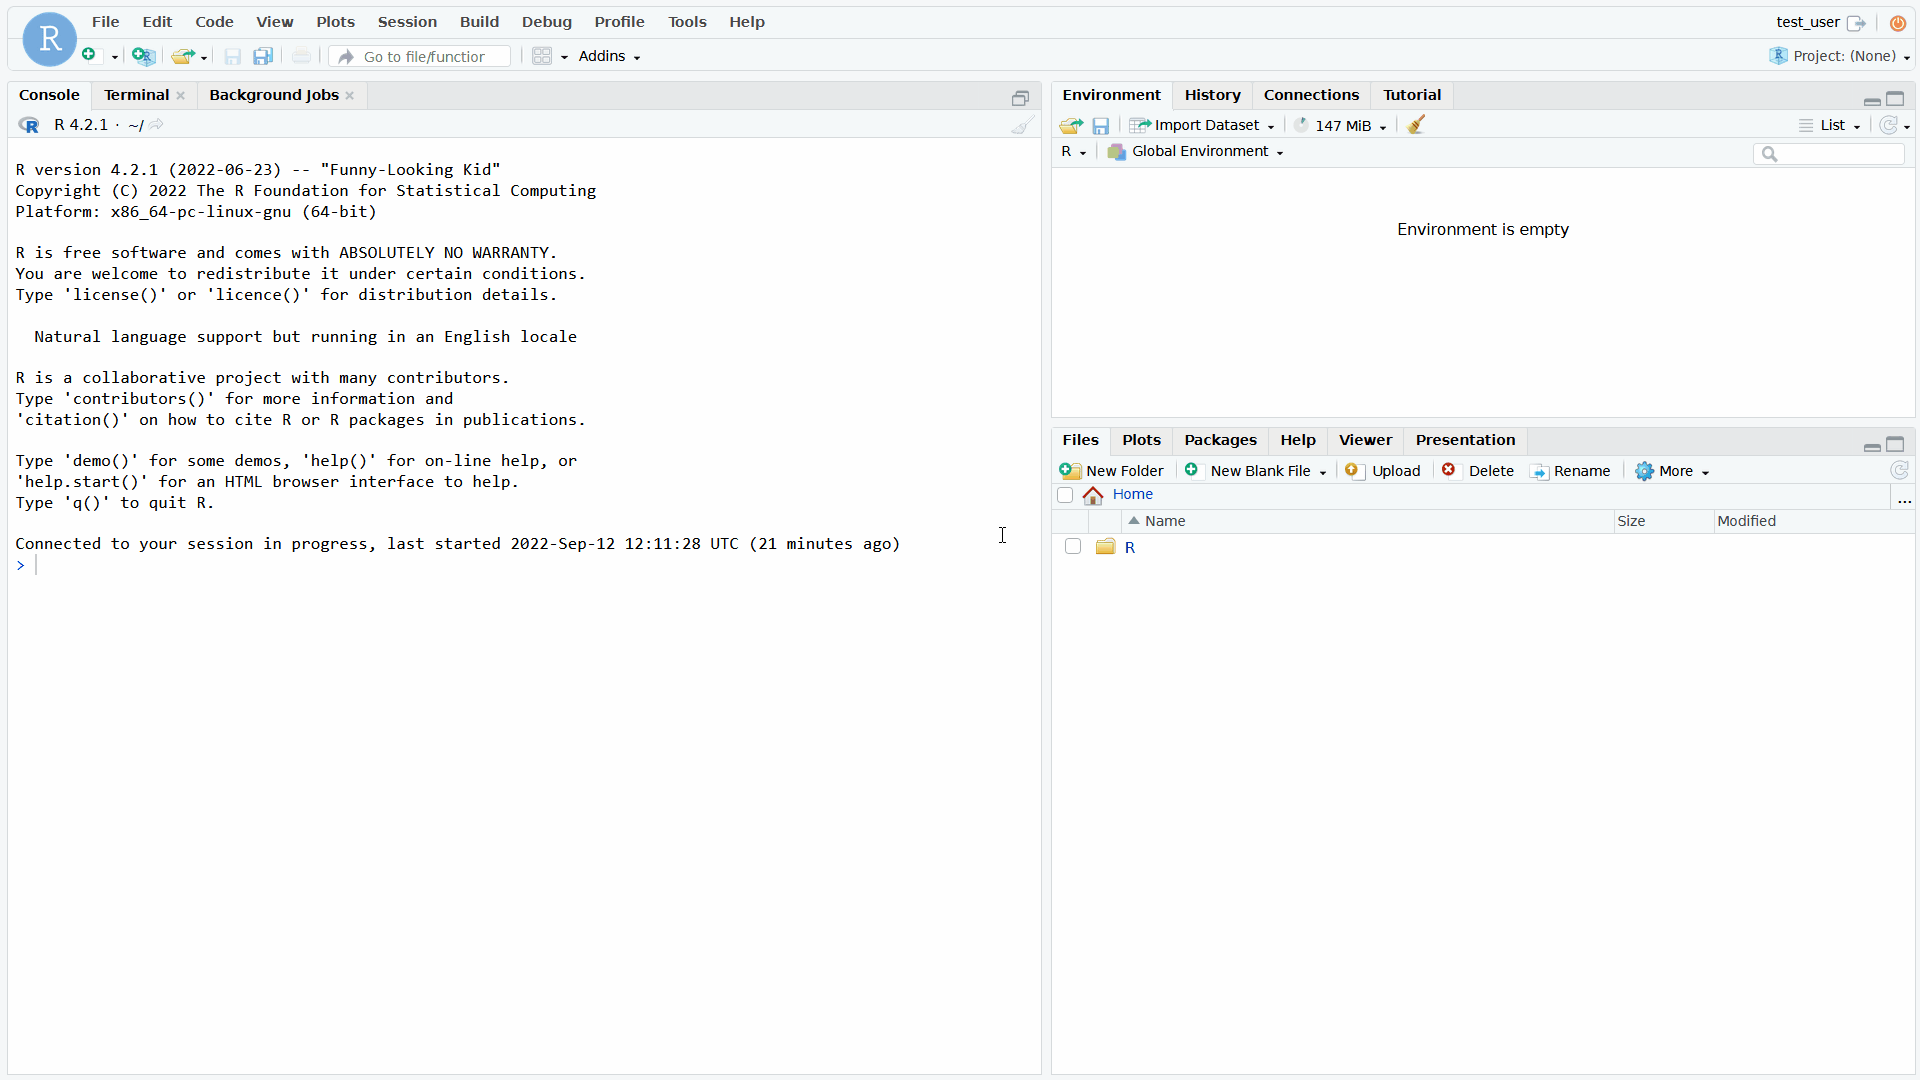 File Edit Code View Plots Session Build Debug Profile Tools Help
test_user
R
Go to file/functior
Addins
Project: (None)
Console Terminal Background Jobs
R 4.2.1 · ~/
R version 4.2.1 (2022-06-23) -- "Funny-Looking Kid"
Copyright (C) 2022 The R Foundation for Statistical Computing
Platform: x86_64-pc-linux-gnu (64-bit)
R is free software and comes with ABSOLUTELY NO WARRANTY.
You are welcome to redistribute it under certain conditions.
Type 'license()' or 'licence()' for distribution details.
Natural language support but running in an English locale
R is a collaborative project with many contributors.
Type 'contributors()' for more information and
'citation()' on how to cite R or R packages in publications.
Type 'demo()' for some demos, 'help()' for on-line help, or
'help.start()' for an HTML browser interface to help.
Type 'q()' to quit R.
Connected to your session in progress, last started 2022-Sep-12 12:11:28 UTC (21 minutes ago)
>
Environment History Connections Tutorial
Import Dataset 147 MiB List
R Global Environment
Environment is empty
Files Plots Packages Help Viewer Presentation
New Folder New Blank File Upload Delete Rename More
Home ...
Name Size Modified
R